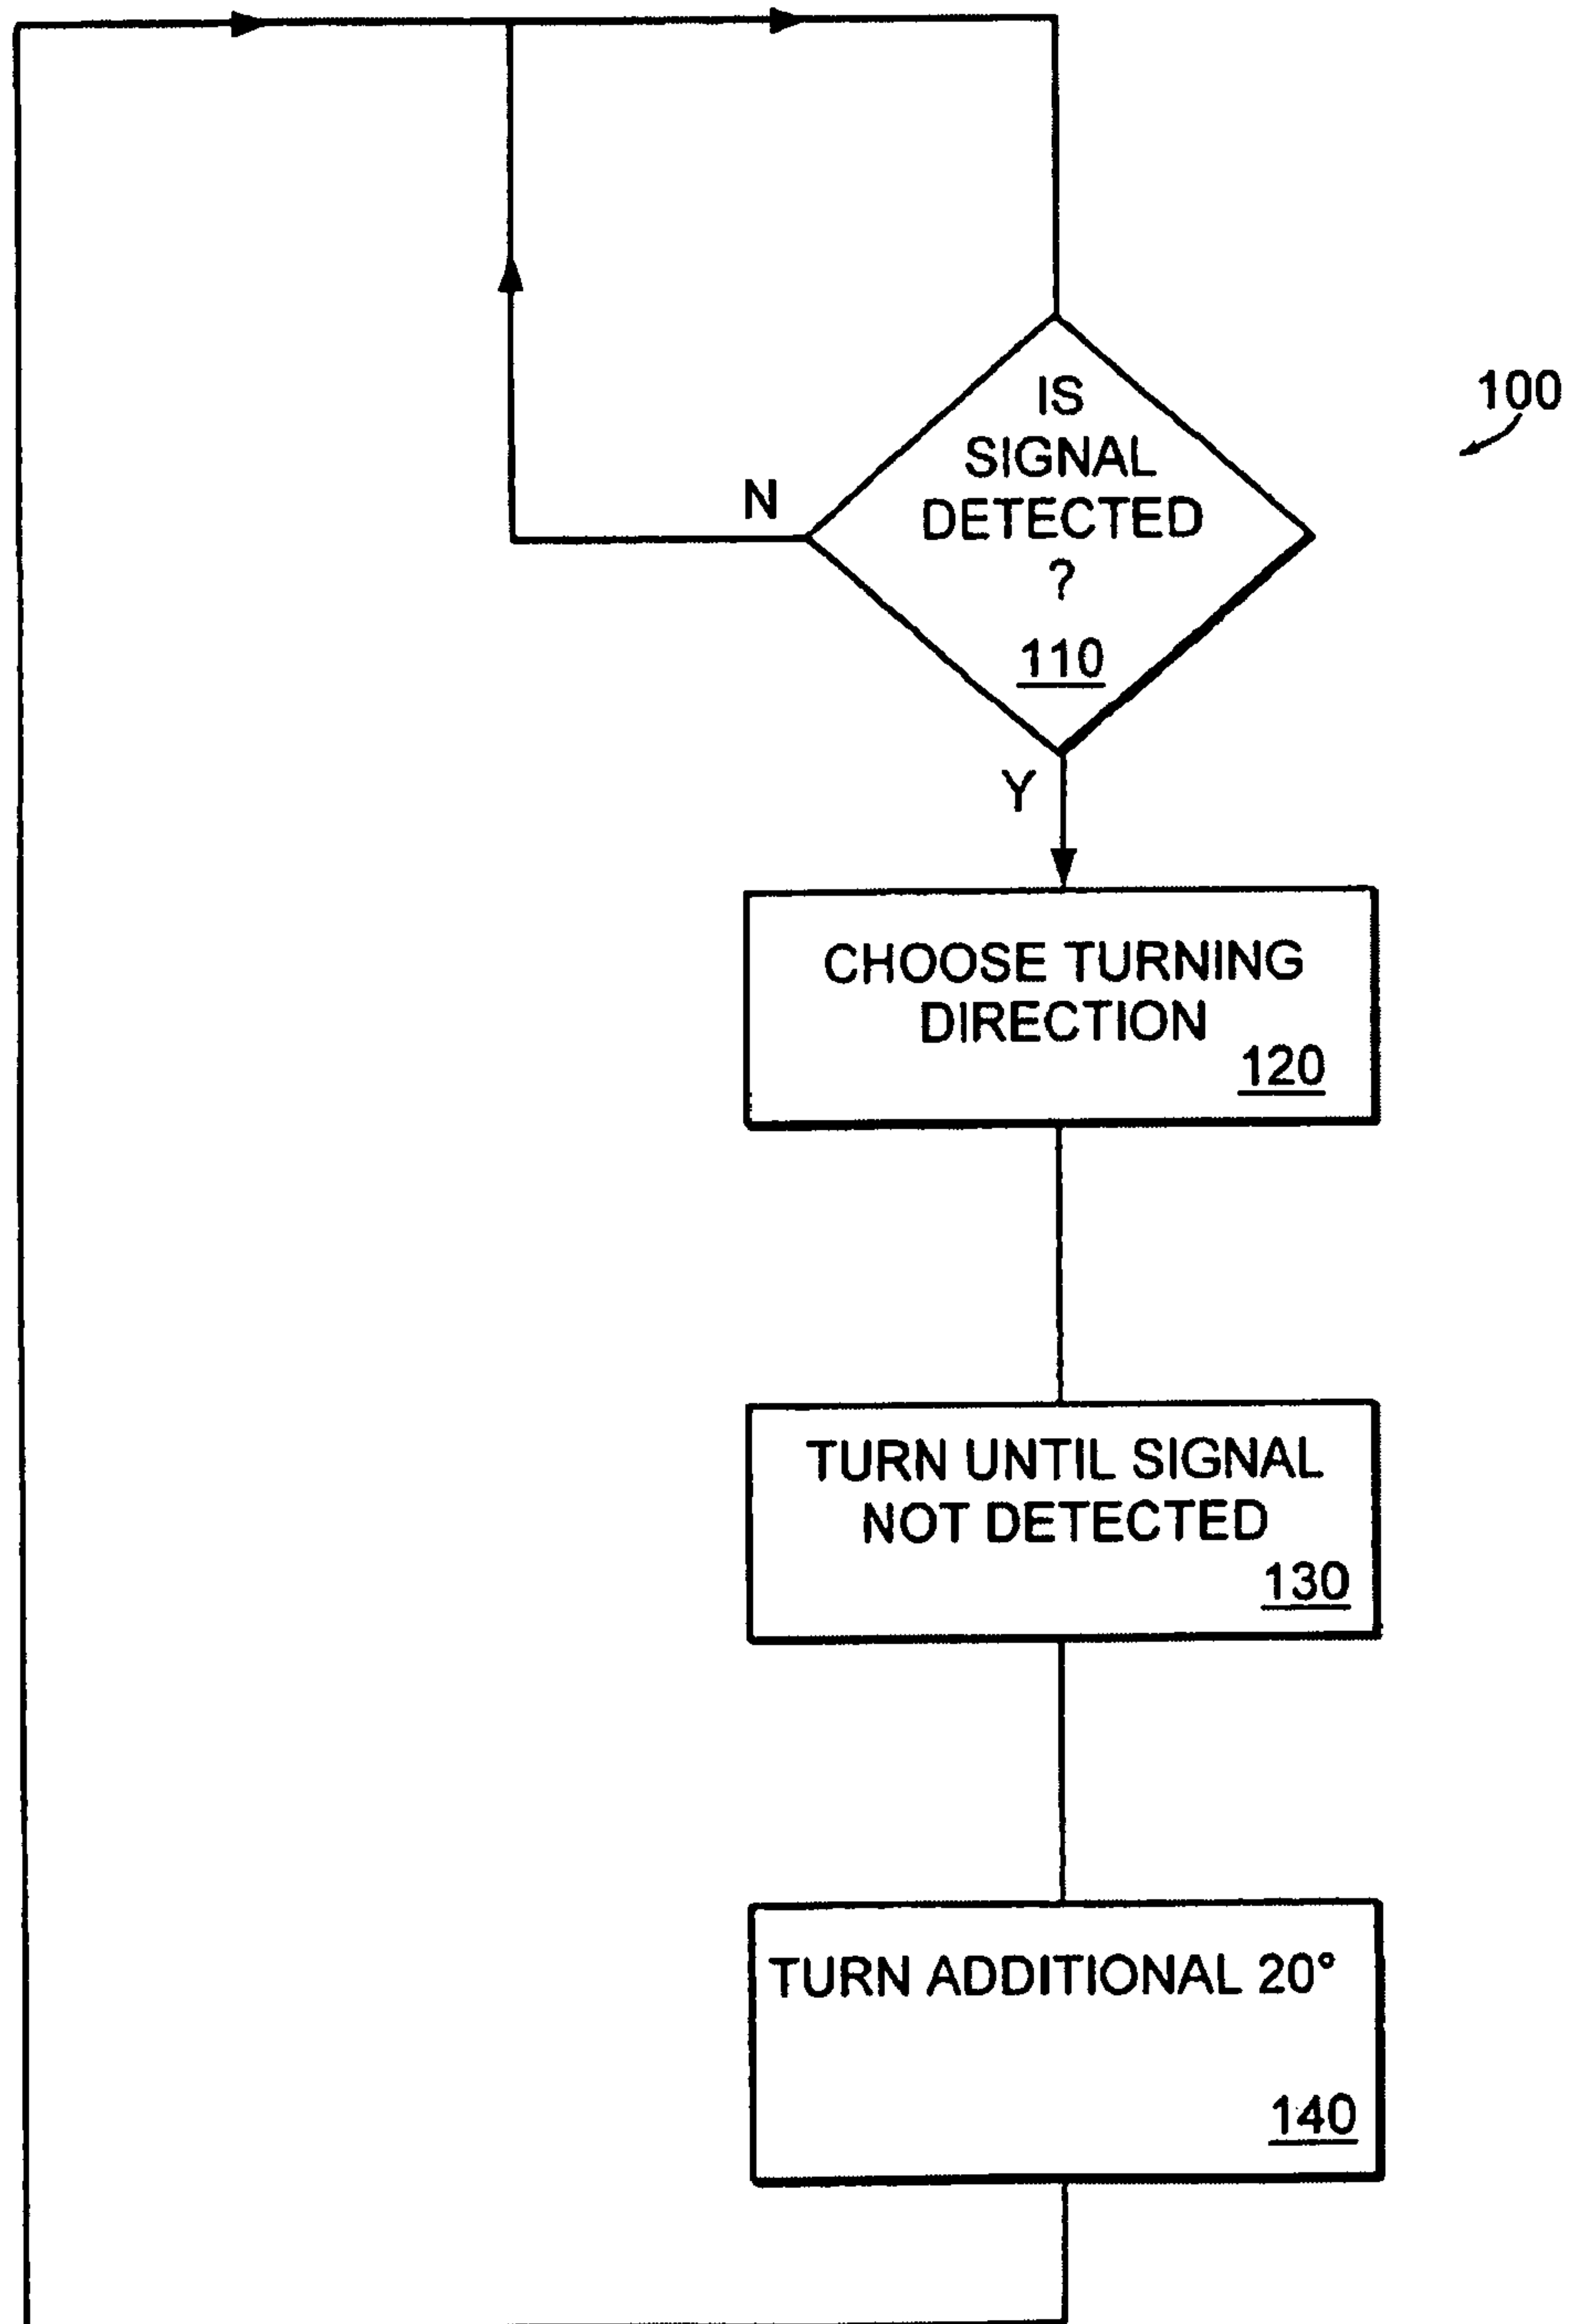 100
IS
SIGNAL
DETECTED
?
110
N
Y
CHOOSE TURNING
DIRECTION
120
TURN UNTIL SIGNAL
NOT DETECTED
130
TURN ADDITIONAL 20°
140